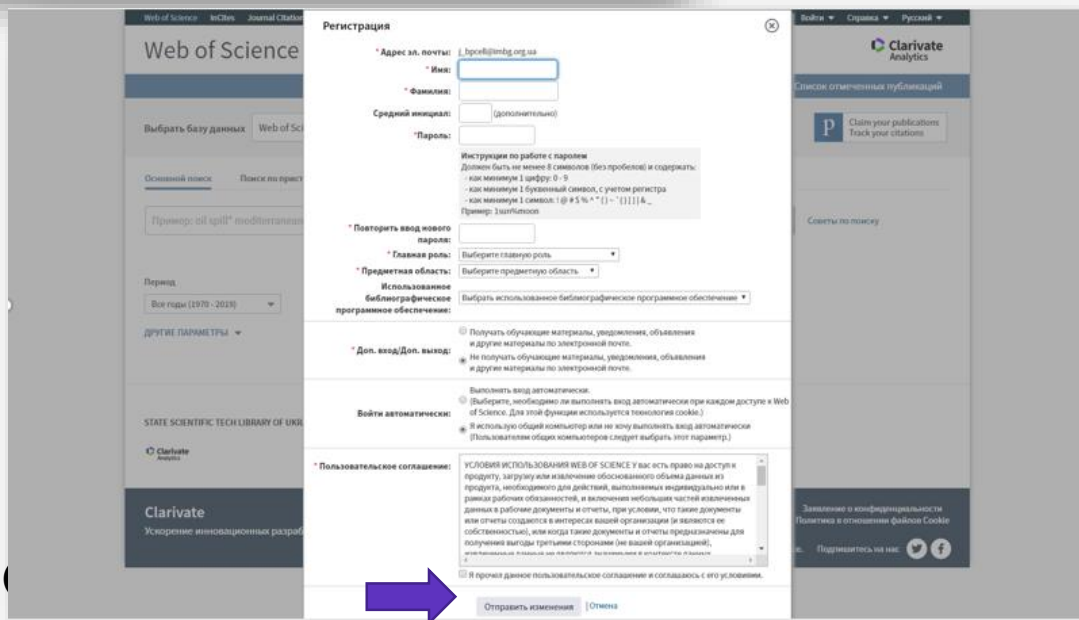 Web of Science InCites Journal Citation
Войти Справка Русский
Web of Science
Clarivate
Analytics
Список отмеченных публикаций
Выбрать базу данных Web of Sci
Claim your publications
Track your citations
Основной поиск Поиск по прист
Пример: oil spill* mediterranean
Советы по поиску
Период
Все годы (1970 - 2019)
ДРУГИЕ ПАРАМЕТРЫ
STATE SCIENTIFIC TECH LIBRARY OF UKR
Clarivate
Analytics
Clarivate
Ускорение инновационных разраб
Заявление о конфиденциальности
Политика в отношении файлов Cookie
Подпишитесь на нас
Регистрация
* Адрес эл. почты: j_bpcell@imbg.org.ua
* Имя:
* Фамилия:
Средний инициал: (дополнительно)
*Пароль:
Инструкции по работе с паролем
Должен быть не менее 8 символов (без пробелов) и содержать:
- как минимум 1 цифру: 0 - 9
- как минимум 1 буквенный символ, с учетом регистра
- как минимум 1 символ: ! @ # $ % ^ * ( ) ~ ` { } [ ] | & _
Пример: 1sun%moon
* Повторить ввод нового
пароля:
* Главная роль: Выберите главную роль
* Предметная область: Выберите предметную область
Использованное
библиографическое
программное обеспечение: Выбрать использованное библиографическое программное обеспечение
* Доп. вход/Доп. выход:
Получать обучающие материалы, уведомления, объявления
и другие материалы по электронной почте.
Не получать обучающие материалы, уведомления, объявления
и другие материалы по электронной почте.
Войти автоматически:
Выполнять вход автоматически.
(Выберите, необходимо ли выполнять вход автоматически при каждом доступе к Web
of Science. Для этой функции используется технология cookie.)
Я использую общий компьютер или не хочу выполнять вход автоматически
(Пользователям общих компьютеров следует выбрать этот параметр.)
* Пользовательское соглашение:
УСЛОВИЯ ИСПОЛЬЗОВАНИЯ WEB OF SCIENCE У вас есть право на доступ к
продукту, загрузку или извлечение обоснованного объема данных из
продукта, необходимого для действий, выполняемых индивидуально или в
рамках рабочих обязанностей, и включения небольших частей извлеченных
данных в рабочие документы и отчеты, при условии, что такие документы
или отчеты создаются в интересах вашей организации (и являются ее
собственностью), или когда такие документы и отчеты предназначены для
получения выгоды третьими сторонами (не вашей организацией),
Я прочел данное пользовательское соглашение и соглашаюсь с его условиями.
Отправить изменения | Отмена